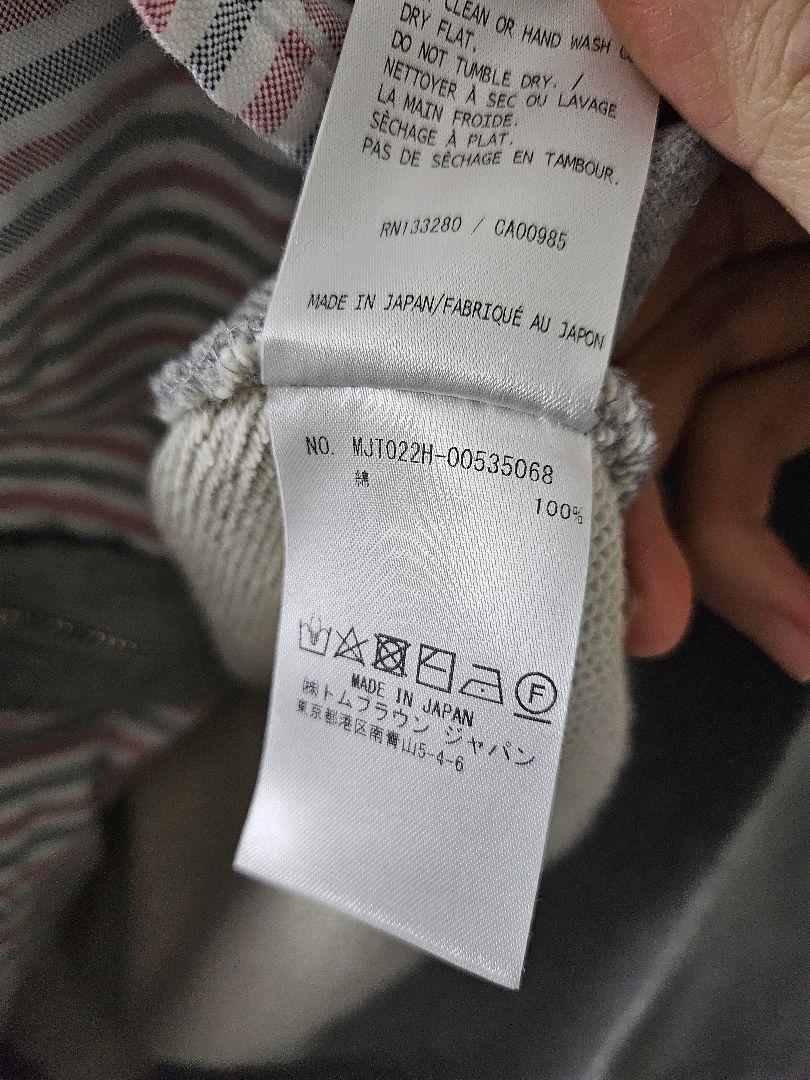 CLEAN OR HAND WASH
DRY FLAT.
DO NOT TUMBLE DRY. /
NETTOYER À SEC OU LAVAGE
LA MAIN FROIDE.
SÈCHAGE À PLAT.
PAS DE SÈCHAGE EN TAMBOUR.
RN133280 / CA00985
MADE IN JAPAN/FABRIQUÉ AU JAPON
NO. MJT022H-00535068
綿
100%
F
MADE IN JAPAN
㈱トムブラウン ジャパン
東京都港区南青山5-4-6